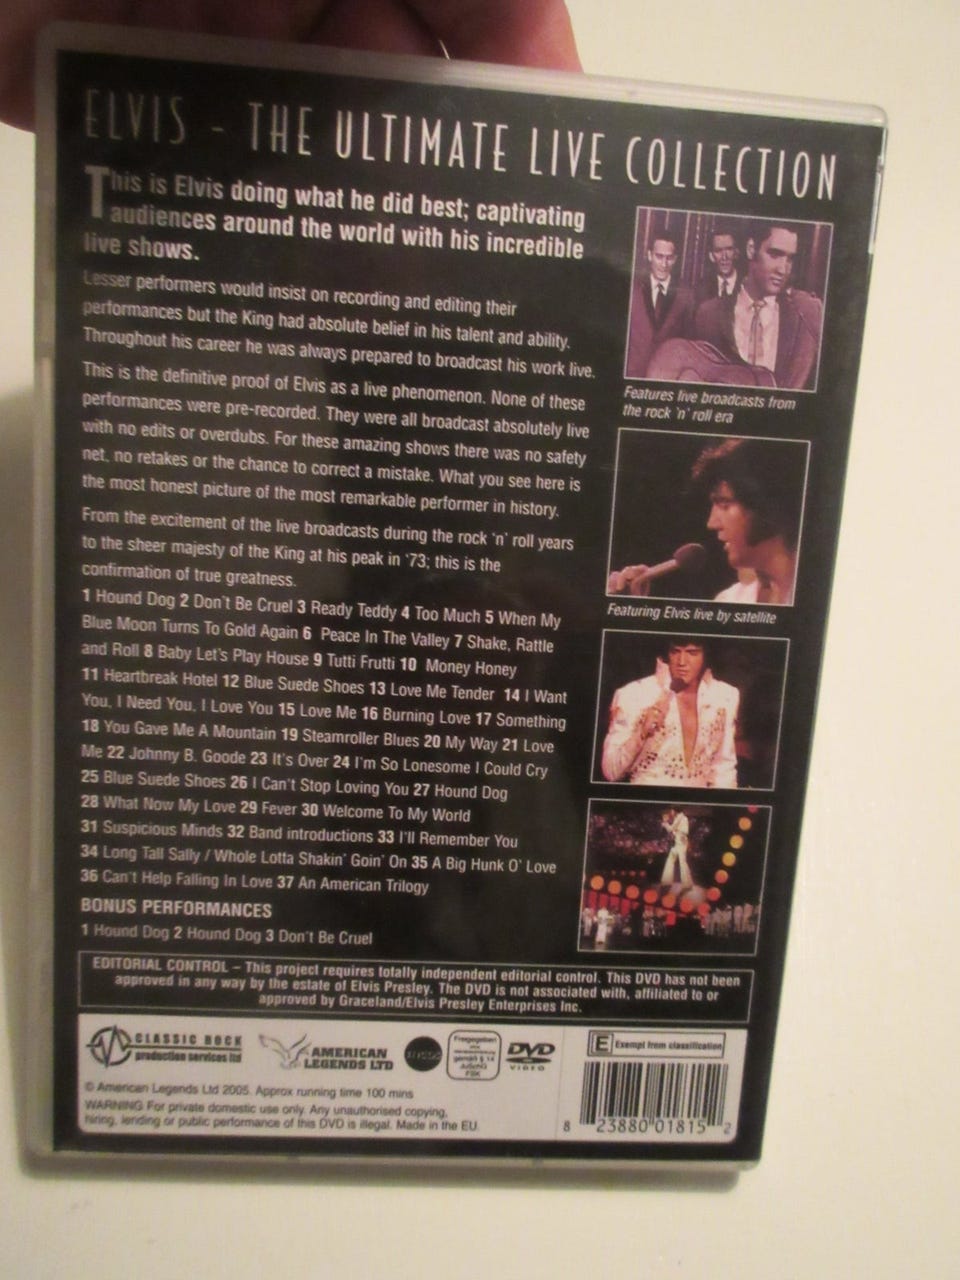 ELVIS - THE ULTIMATE LIVE COLLECTION
This is Elvis doing what he did best; captivating
audiences around the world with his incredible
live shows.
Lesser performers would insist on recording and editing their
performances but the King had absolute belief in his talent and ability.
Throughout his career he was always prepared to broadcast his work live.
This is the definitive proof of Elvis as a live phenomenon. None of these
performances were pre-recorded. They were all broadcast absolutely live
with no edits or overdubs. For these amazing shows there was no safety
net, no retakes or the chance to correct a mistake. What you see here is
the most honest picture of the most remarkable performer in history.
From the excitement of the live broadcasts during the rock 'n' roll years
to the sheer majesty of the King at his peak in '73; this is the
confirmation of true greatness.
1 Hound Dog 2 Don't Be Cruel 3 Ready Teddy 4 Too Much 5 When My
Blue Moon Turns To Gold Again 6 Peace In The Valley 7 Shake, Rattle
and Roll 8 Baby Let's Play House 9 Tutti Frutti 10 Money Honey
11 Heartbreak Hotel 12 Blue Suede Shoes 13 Love Me Tender 14 I Want
You, I Need You, I Love You 15 Love Me 16 Burning Love 17 Something
18 You Gave Me A Mountain 19 Steamroller Blues 20 My Way 21 Love
Me 22 Johnny B. Goode 23 It's Over 24 I'm So Lonesome I Could Cry
25 Blue Suede Shoes 26 I Can't Stop Loving You 27 Hound Dog
28 What Now My Love 29 Fever 30 Welcome To My World
31 Suspicious Minds 32 Band introductions 33 I'll Remember You
34 Long Tall Sally / Whole Lotta Shakin' Goin' On 35 A Big Hunk O' Love
36 Can't Help Falling In Love 37 An American Trilogy
BONUS PERFORMANCES
1 Hound Dog 2 Hound Dog 3 Don't Be Cruel
Features live broadcasts from
the rock 'n' roll era
Featuring Elvis live by satellite
EDITORIAL CONTROL – This project requires totally independent editorial control. This DVD has not been
approved in any way by the estate of Elvis Presley. The DVD is not associated with, affiliated to or
approved by Graceland/Elvis Presley Enterprises Inc.
CLASSIC ROCK
production services ltd
AMERICAN
LEGENDS LTD
Freigegeben
gemäß § 14
JuSchG
FSK
DVD
VIDEO
E Exempt from classification
© American Legends Ltd 2005. Approx running time 100 mins
WARNING For private domestic use only. Any unauthorised copying,
hiring, lending or public performance of this DVD is illegal. Made in the EU.
8 23880 01815 2